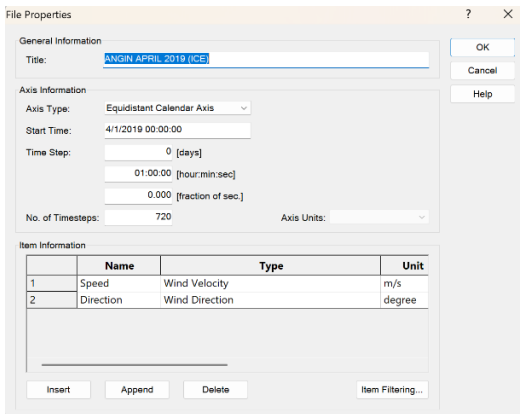 File Properties ? ×
General Information
Title: ANGIN APRIL 2019 (ICE)
OK
Cancel
Help
Axis Information
Axis Type: Equidistant Calendar Axis
Start Time: 4/1/2019 00:00:00
Time Step: 0 [days]
01:00:00 [hour:min:sec]
0.000 [fraction of sec.]
No. of Timesteps: 720 Axis Units:
Item Information
Name Type Unit
1 Speed Wind Velocity m/s
2 Direction Wind Direction degree
Insert Append Delete Item Filtering...